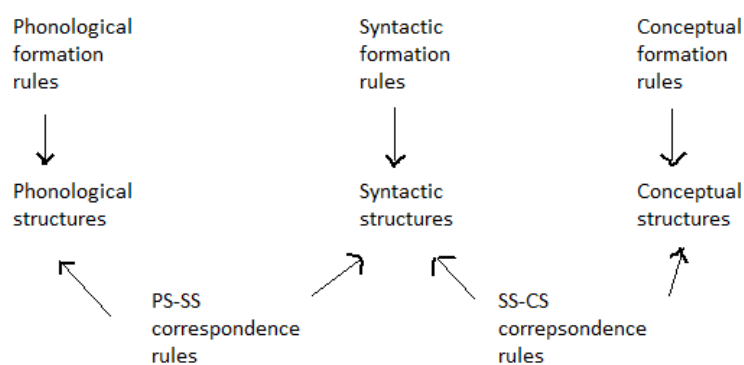 Phonological
formation
rules
Syntactic
formation
rules
Conceptual
formation
rules
Phonological
structures
Syntactic
structures
Conceptual
structures
PS-SS
correspondence
rules
SS-CS
correpsondence
rules